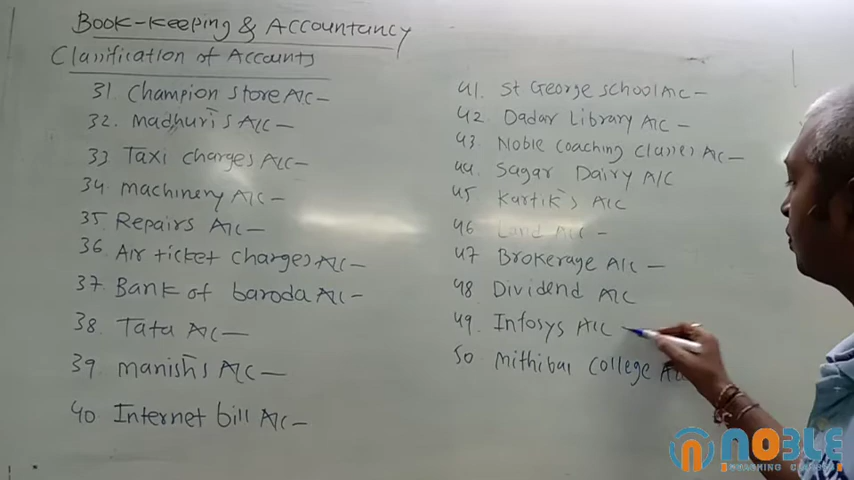 Book-Keeping & Accountancy
Classification of Accounts
31. Champion store A/c -
32. Madhuri's A/c -
33 Taxi charges A/c -
34. machinery A/c -
35. Repairs A/c -
36 Air ticket charges A/c -
37. Bank of baroda A/c -
38. Tata A/c -
39. manish's A/c -
40 Internet bill A/c -
41. St George school A/c -
42. Dadar Library A/c -
43 Noble coaching classes A/c -
44. Sagar Dairy A/c
45 Kartik's A/c
46 Land A/c -
47 Brokerage A/c -
48 Dividend A/c
49. Infosys A/c -
50 Mithibai College
NOBLE
COACHING CLASSES